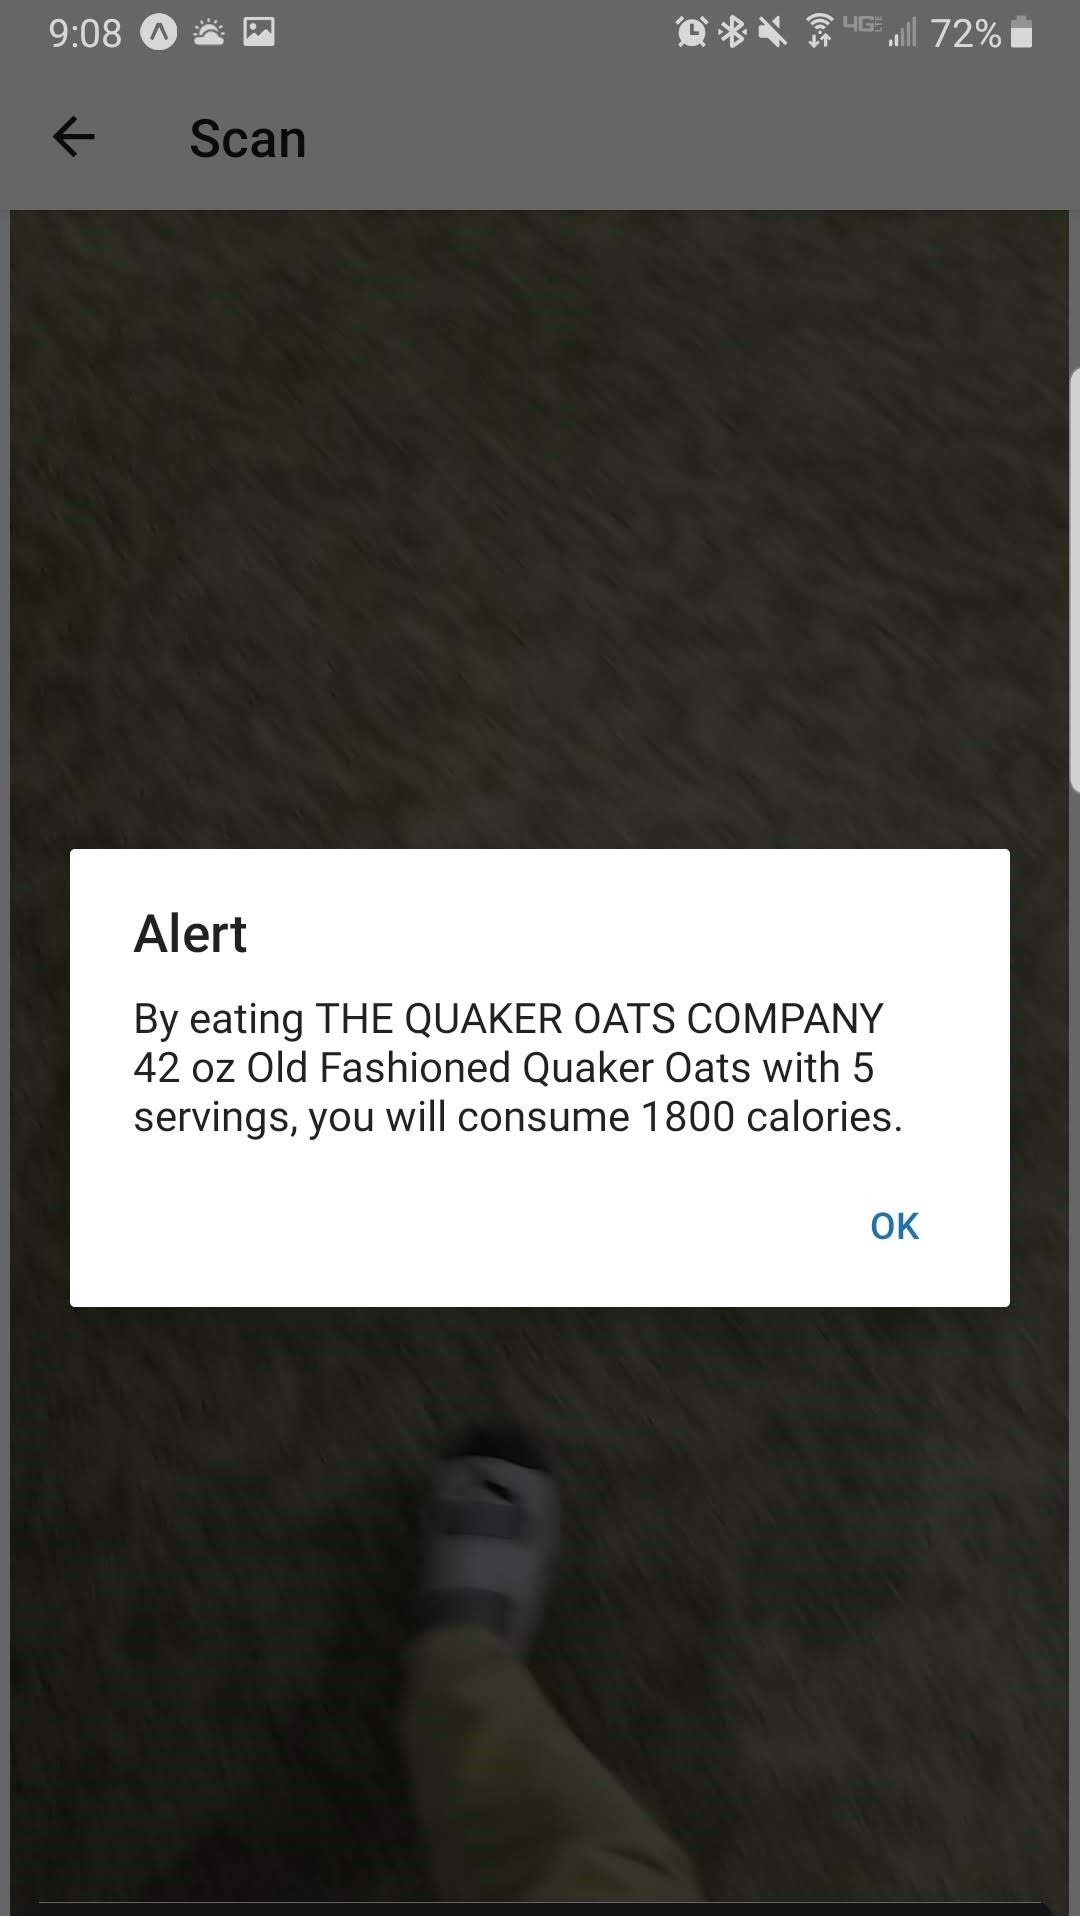 9:08 4G LTE 72%
Scan
Alert
By eating THE QUAKER OATS COMPANY
42 oz Old Fashioned Quaker Oats with 5
servings, you will consume 1800 calories.
OK